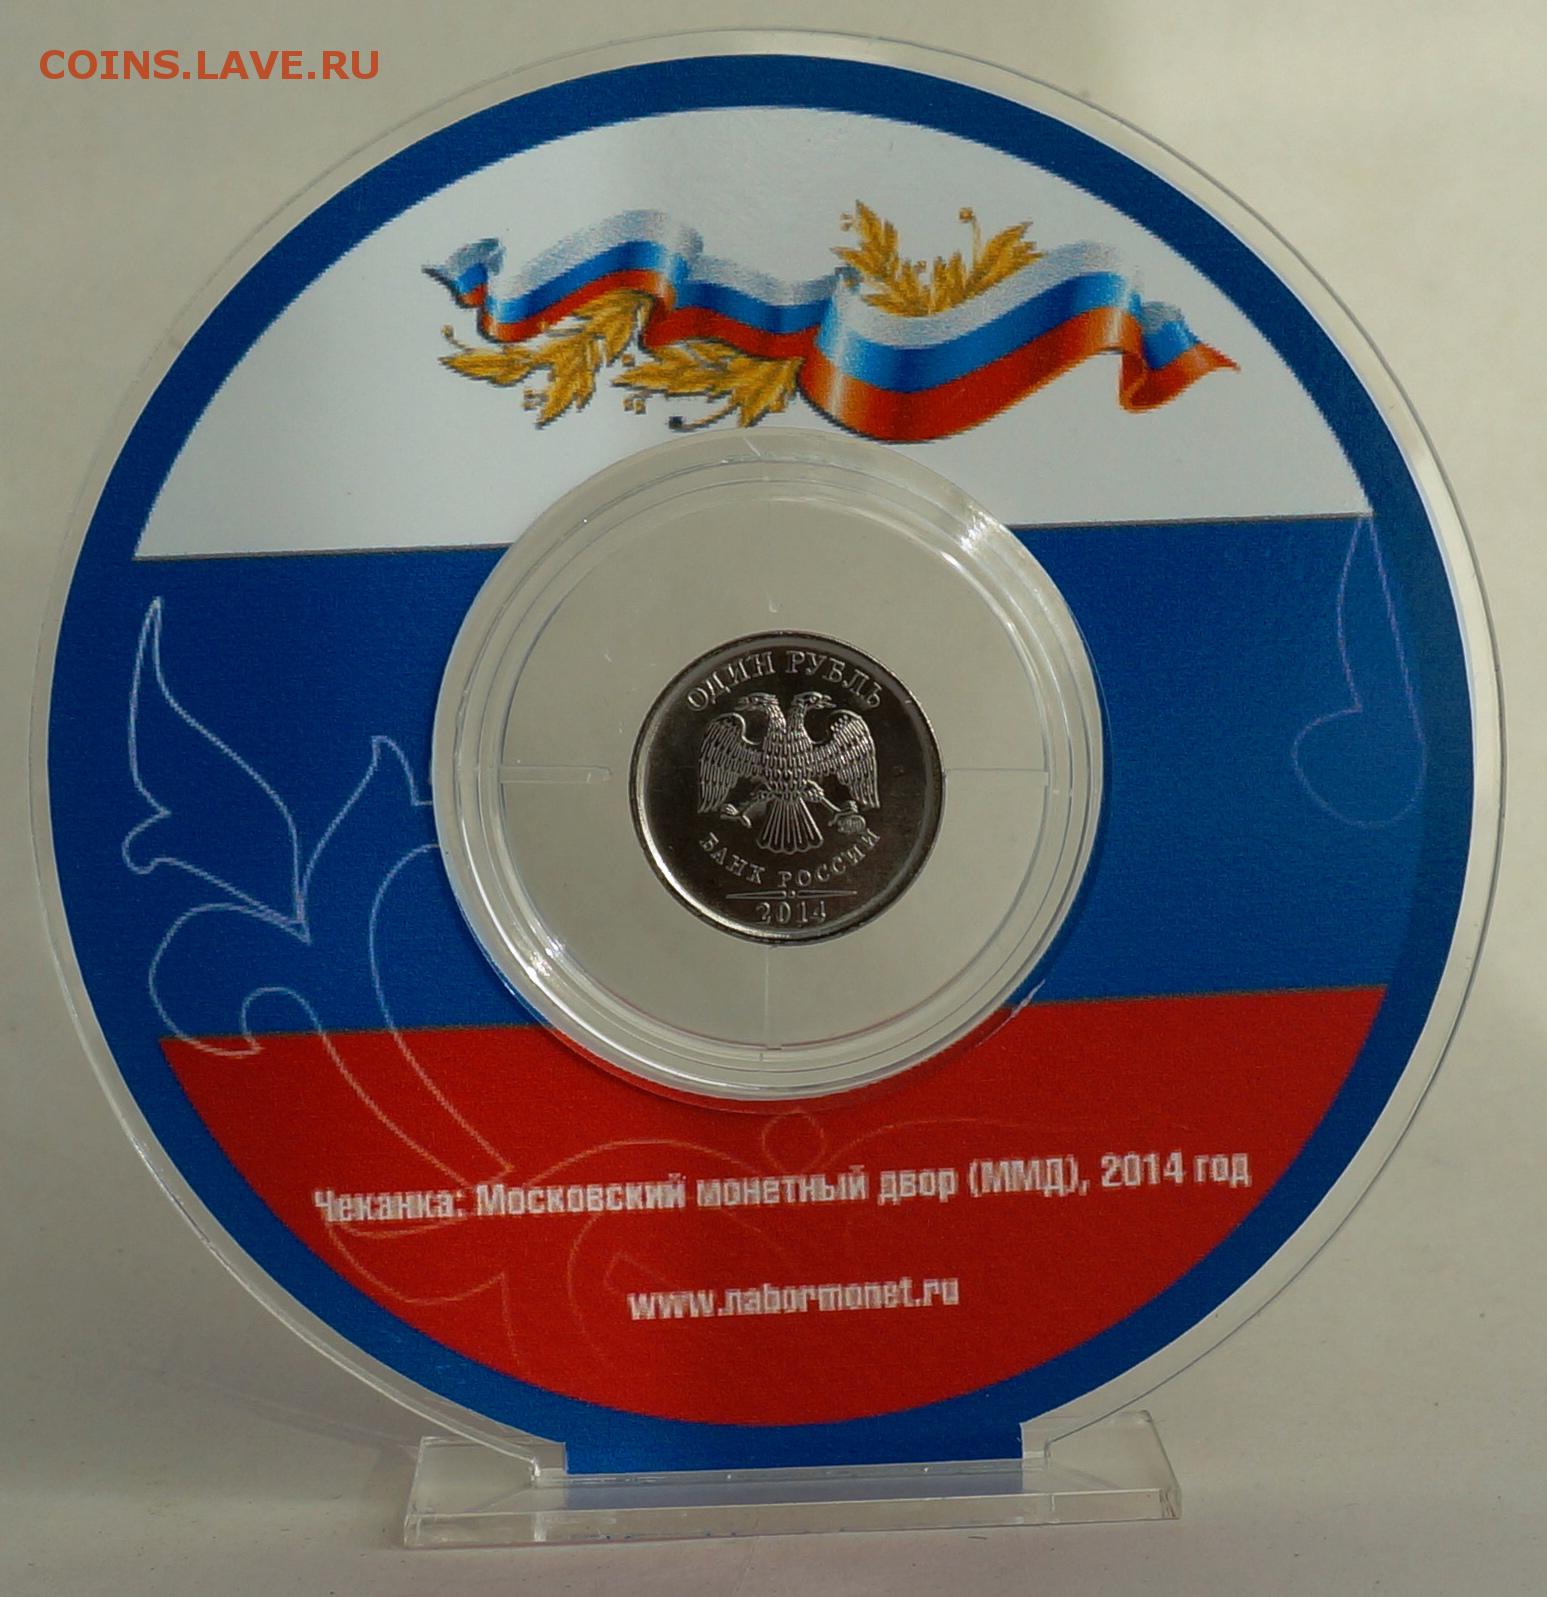 COINS.LAVE.RU
ОДИН РУБЛЬ
БАНК РОССИИ
2014
Чеканка: Московский монетный двор (ММД), 2014 год
www.nabormonet.ru